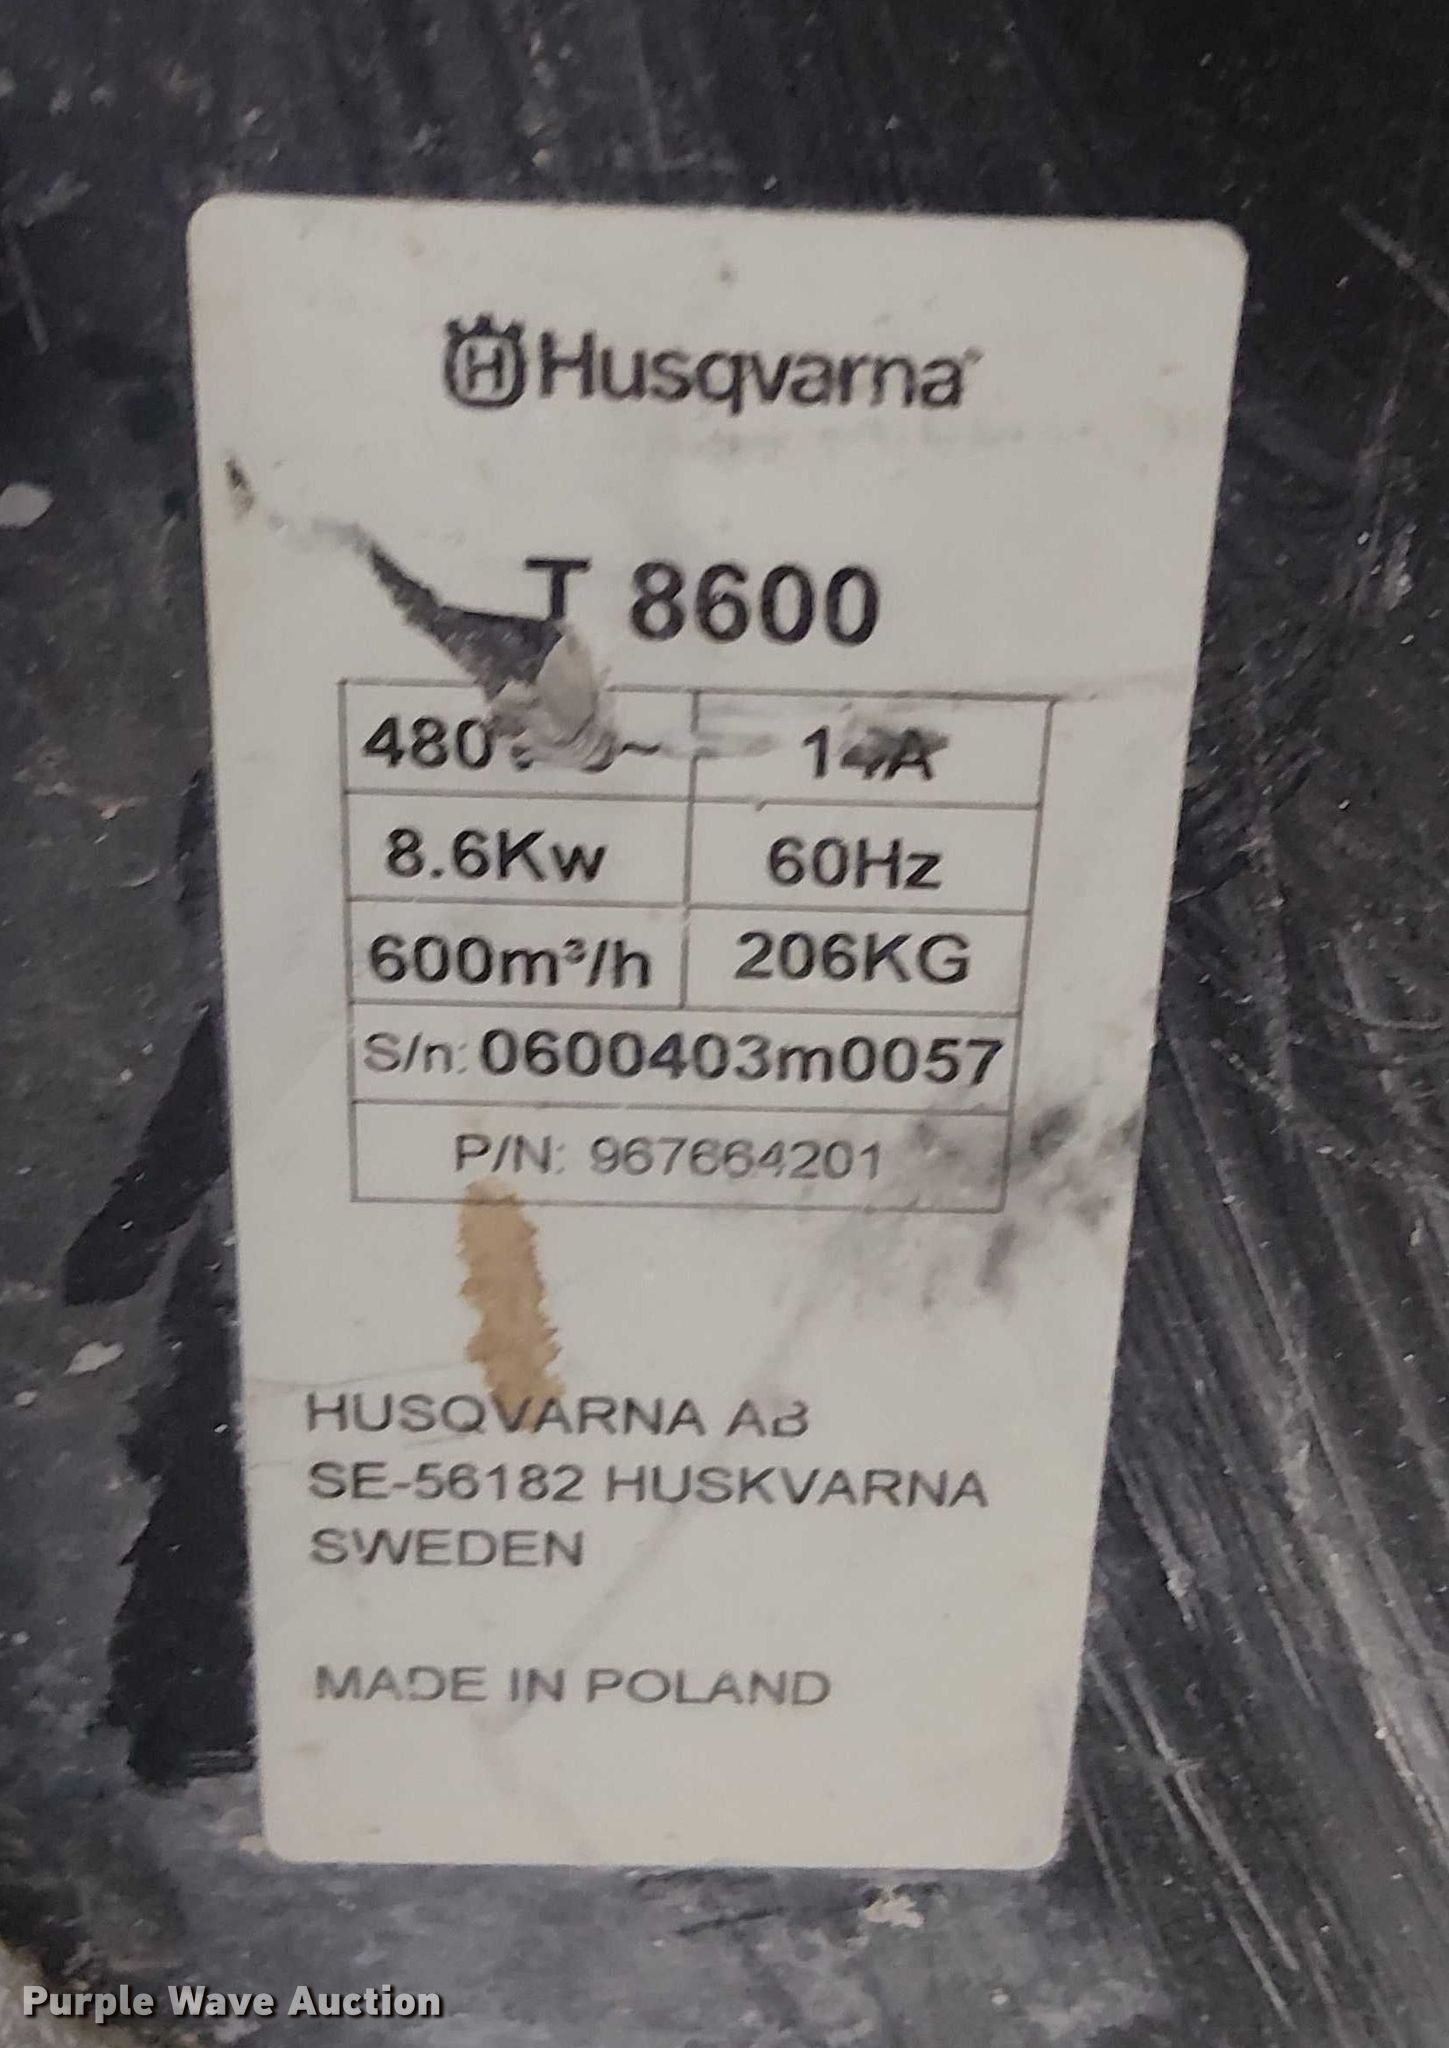 Husqvarna
T 8600
480 ~
60Hz
8.6Kw
600m³/h 206KG
S/n: 0600403m0057
P/N: 967664201
HUSQVARNA AB
SE-56182 HUSKVARNA
SWEDEN
MADE IN POLAND
Purple Wave Auction